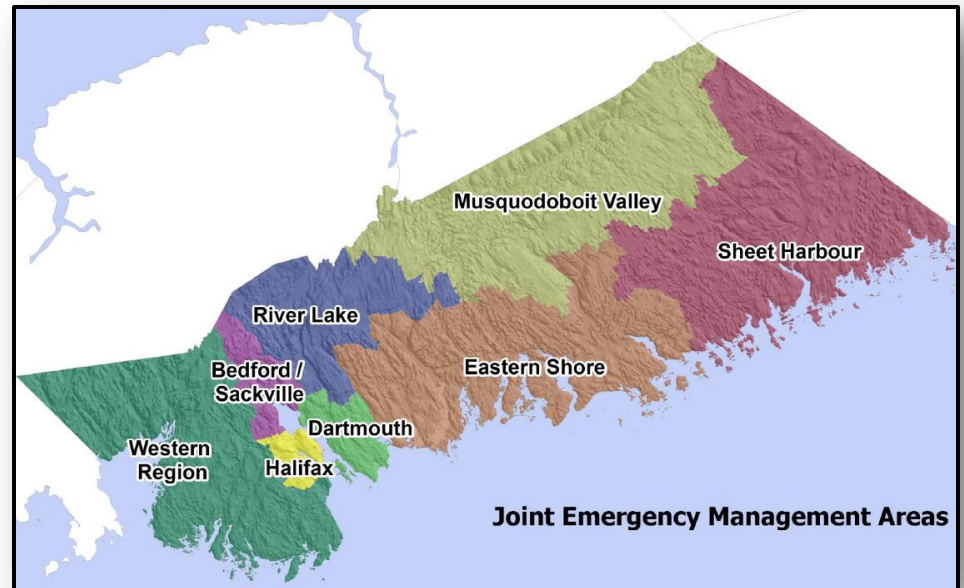 Musquodoboit Valley
Sheet Harbour
River Lake
Eastern Shore
Bedford /
Sackville
Dartmouth
Western
Region
Halifax
Joint Emergency Management Areas